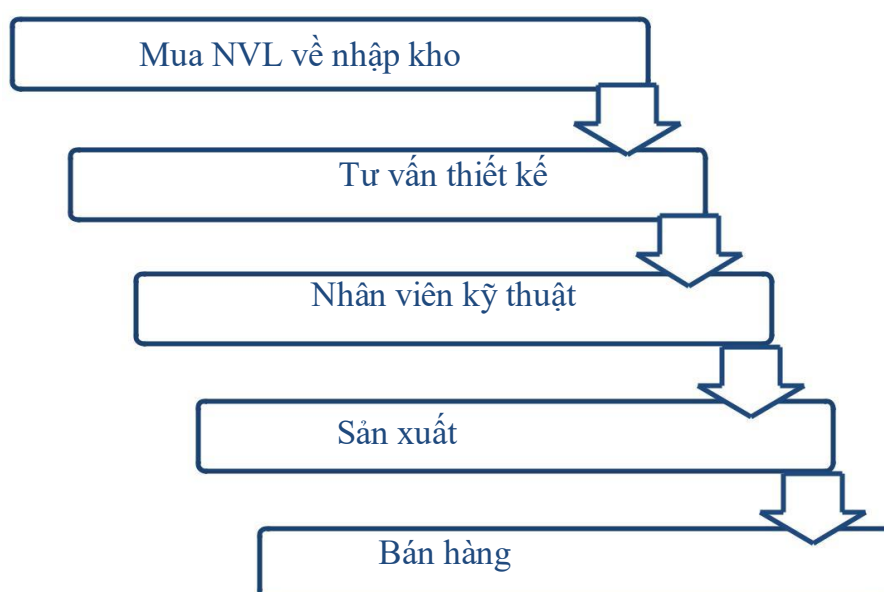 Mua NVL về nhập kho
Tư vấn thiết kế
Nhân viên kỹ thuật
Sản xuất
Bán hàng